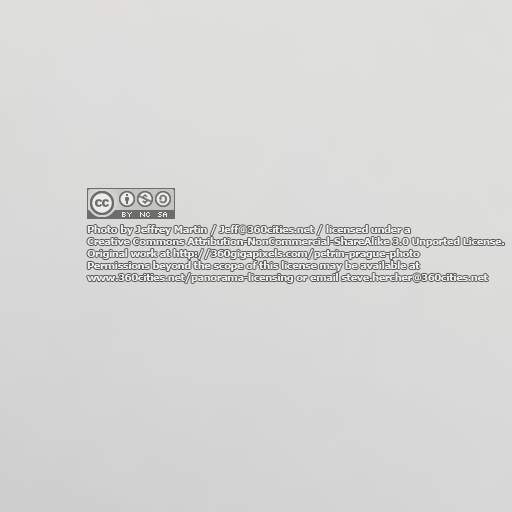 cc
BY NC SA
Photo by Jeffrey Martin / Jeff@360cities.net / licensed under a
Creative Commons Attribution-NonCommercial-ShareAlike 3.0 Unported License.
Original work at http://360gigapixels.com/petrin-prague-photo
Permissions beyond the scope of this license may be available at
www.360cities.net/panorama-licensing or email steve.hercher@360cities.net